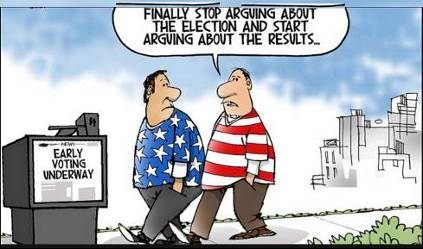 FINALLY STOP ARGUING ABOUT
THE ELECTION AND START
ARGUING ABOUT THE RESULTS...
NEWS
EARLY
VOTING
UNDERWAY